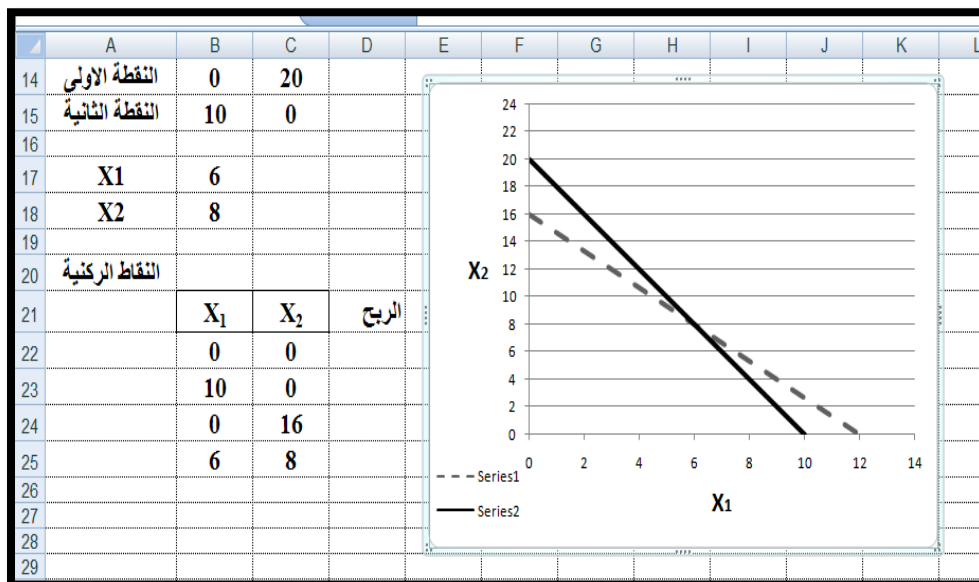 A B C D E F G H I J K L
14 النقطة الاولى 0 20
15 النقطة الثانية 10 0
16
17 X1 6
18 X2 8
19
20 النقاط الركنية
21 X₁ X₂ الربح
22 0 0
23 10 0
24 0 16
25 6 8
26
27
28
29
24
22
20
18
16
14
X₂ 12
10
8
6
4
2
0
0 2 4 6 8 10 12 14
X₁
Series1
Series2